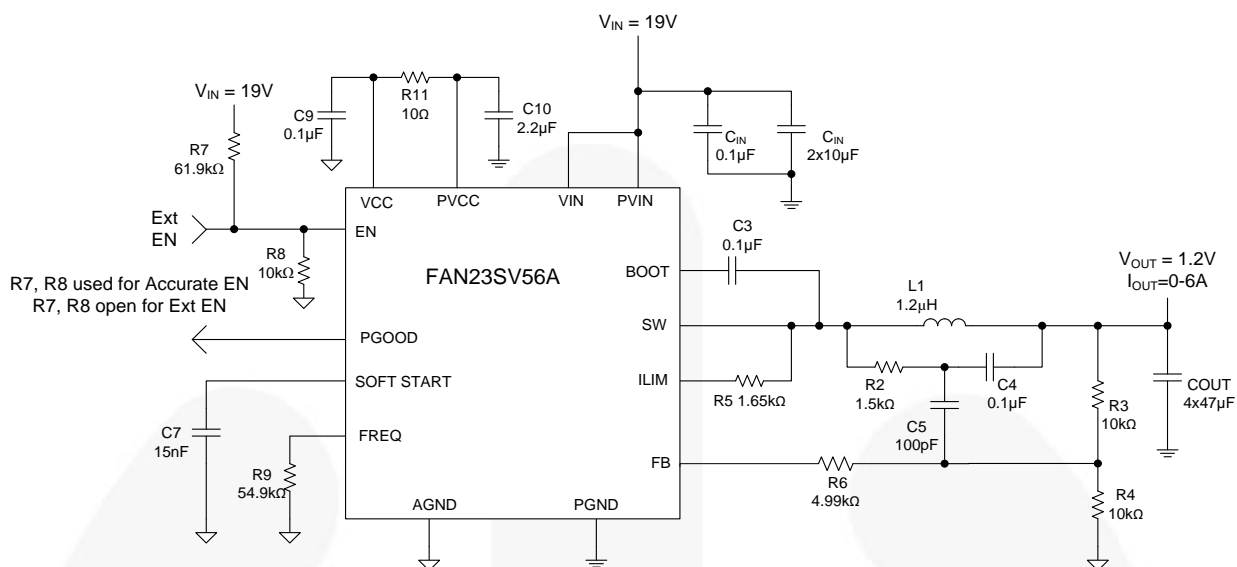 V_IN = 19V
V_IN = 19V
R11
10Ω
C9
0.1µF
C10
2.2µF
R7
61.9kΩ
C_IN
0.1µF
C_IN
2x10µF
VCC
PVCC
VIN
PVIN
Ext
EN
EN
R8
10kΩ
C3
0.1µF
FAN23SV56A
BOOT
R7, R8 used for Accurate EN
R7, R8 open for Ext EN
V_OUT = 1.2V
I_OUT=0-6A
L1
1.2µH
SW
PGOOD
SOFT START
ILIM
R5 1.65kΩ
R2
1.5kΩ
C4
0.1µF
R3
10kΩ
COUT
4x47µF
C7
15nF
FREQ
C5
100pF
R9
54.9kΩ
FB
R6
4.99kΩ
R4
10kΩ
AGND
PGND